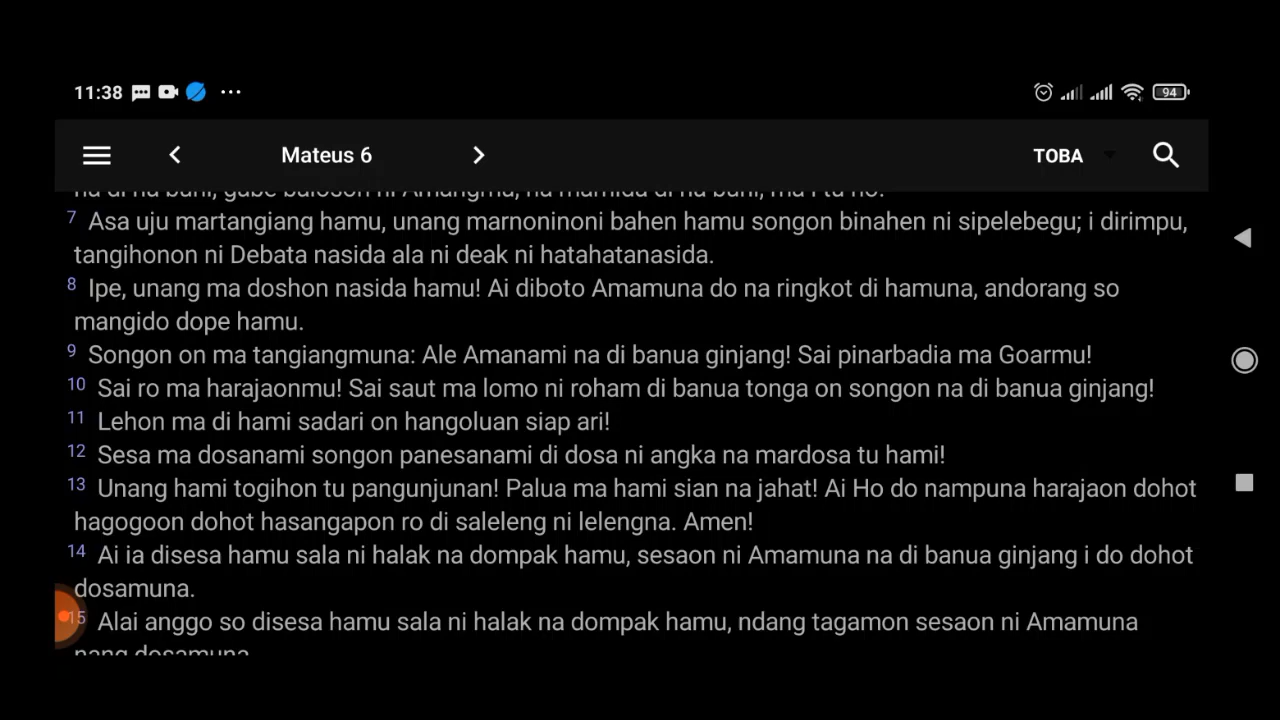 11:38
94
Mateus 6
TOBA
7 Asa uju martangiang hamu, unang marnoninoni bahen hamu songon binahen ni sipelebegu; i dirimpu,
tangihonon ni Debata nasida ala ni deak ni hatahatanasida.
8 Ipe, unang ma doshon nasida hamu! Ai diboto Amamuna do na ringkot di hamuna, andorang so
mangido dope hamu.
9 Songon on ma tangiangmuna: Ale Amanami na di banua ginjang! Sai pinarbadia ma Goarmu!
10 Sai ro ma harajaonmu! Sai saut ma lomo ni roham di banua tonga on songon na di banua ginjang!
11 Lehon ma di hami sadari on hangoluan siap ari!
12 Sesa ma dosanami songon panesanami di dosa ni angka na mardosa tu hami!
13 Unang hami togihon tu pangunjunan! Palua ma hami sian na jahat! Ai Ho do nampuna harajaon dohot
hagogoon dohot hasangapon ro di saleleng ni lelengna. Amen!
14 Ai ia disesa hamu sala ni halak na dompak hamu, sesaon ni Amamuna na di banua ginjang i do dohot
dosamuna.
15 Alai anggo so disesa hamu sala ni halak na dompak hamu, ndang tagamon sesaon ni Amamuna
nang dosamuna.